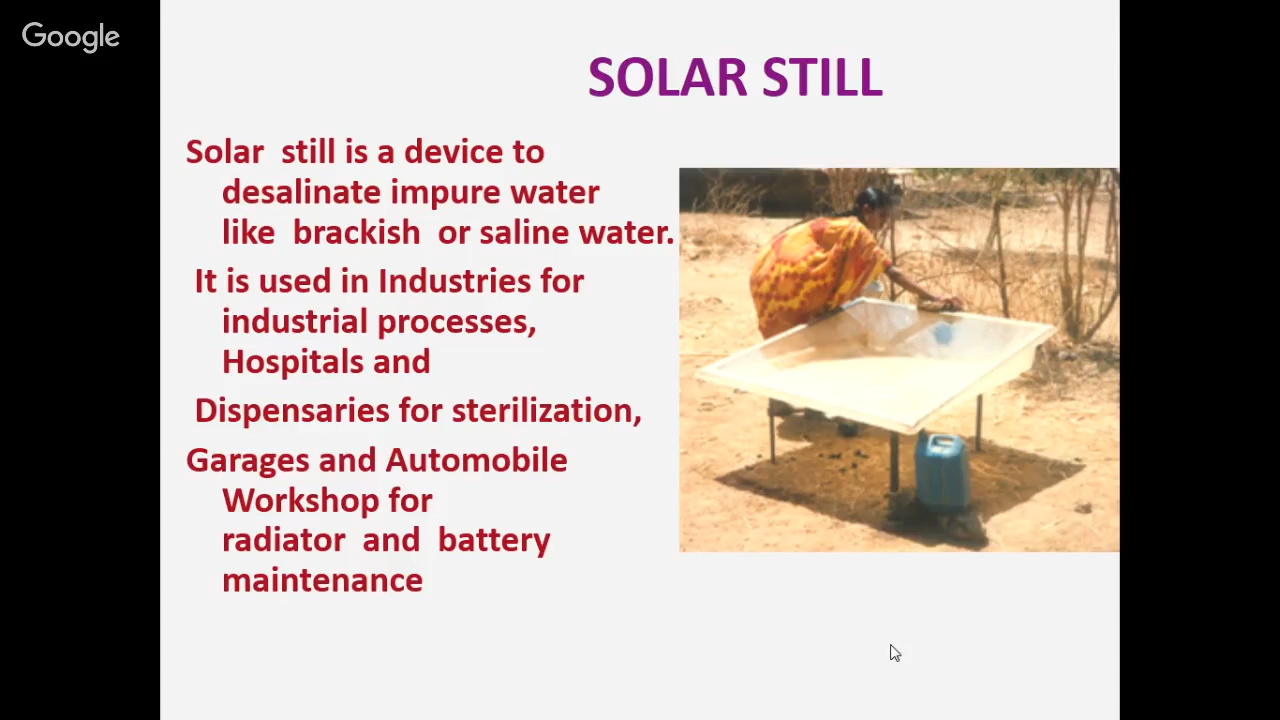 Google
SOLAR STILL
Solar still is a device to
desalinate impure water
like brackish or saline water.
It is used in Industries for
industrial processes,
Hospitals and
Dispensaries for sterilization,
Garages and Automobile
Workshop for
radiator and battery
maintenance